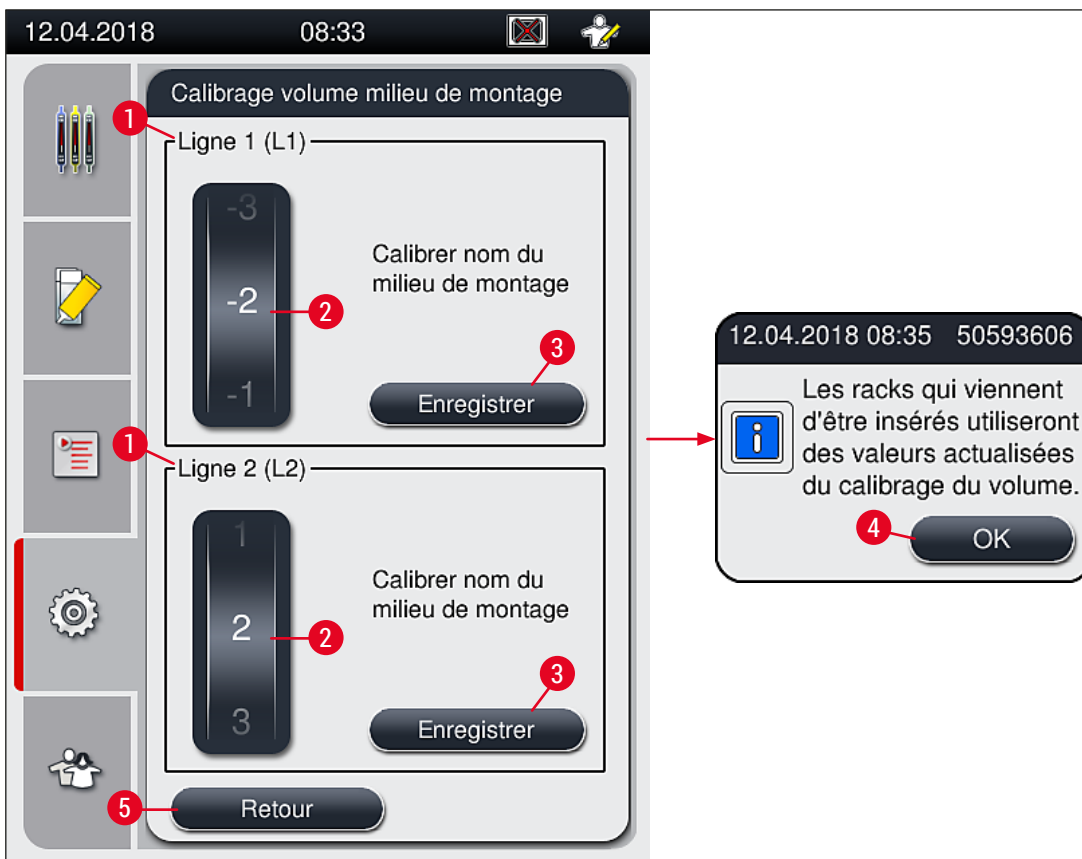 12.04.2018 08:33
Calibrage volume milieu de montage
1
Ligne 1 (L1)
-3
-2
-1
2
Calibrer nom du
milieu de montage
3
Enregistrer
1
Ligne 2 (L2)
1
2
3
2
Calibrer nom du
milieu de montage
3
Enregistrer
5
Retour
12.04.2018 08:35 50593606
i
Les racks qui viennent
d'être insérés utiliseront
des valeurs actualisées
du calibrage du volume.
4
OK